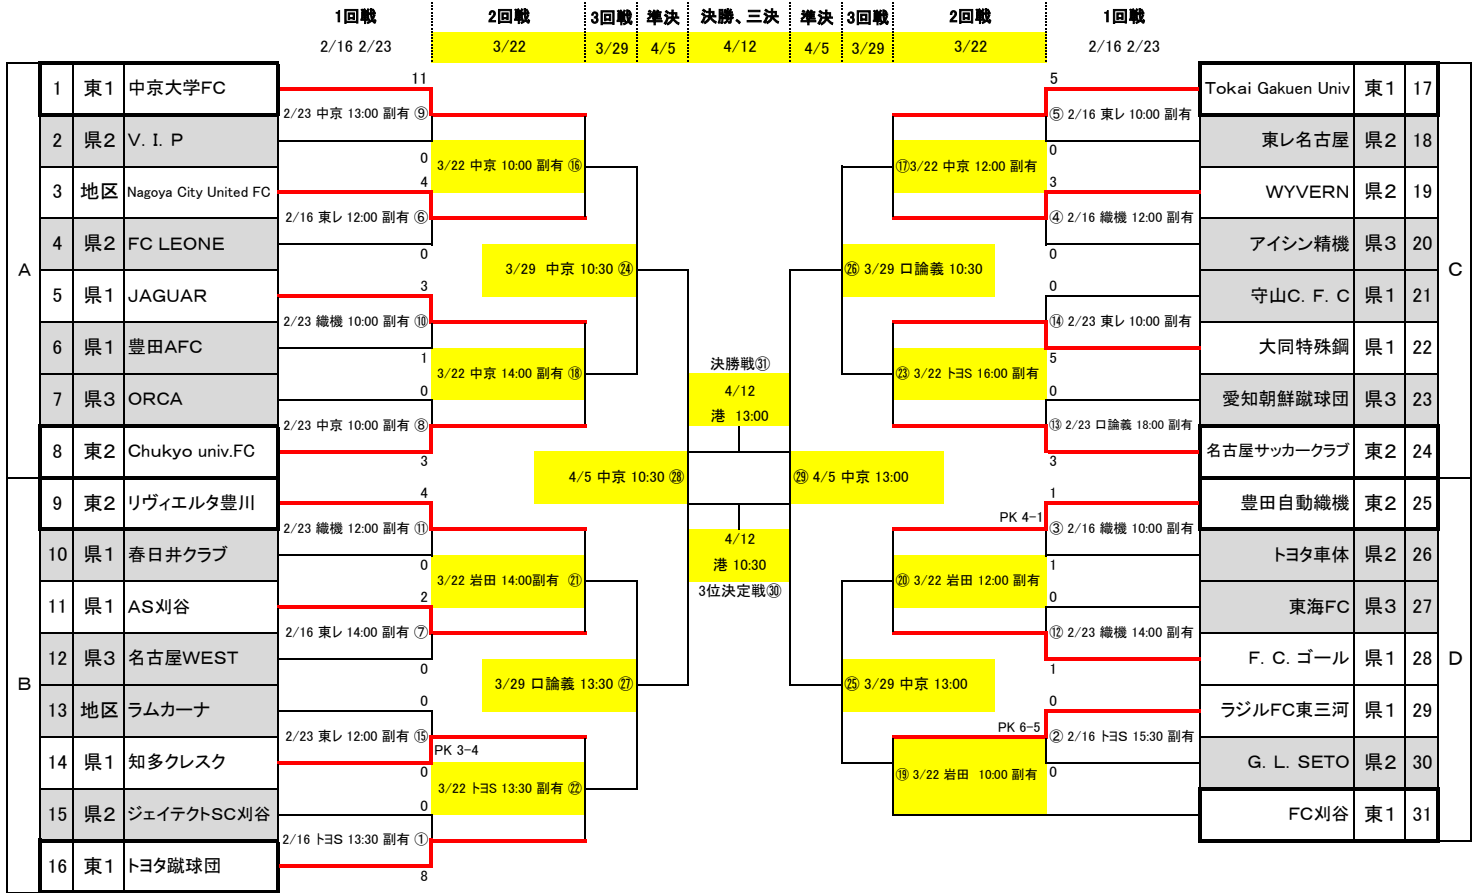 1回戦 2回戦 3回戦 準決 決勝、三決 準決 3回戦 2回戦 1回戦
2/16 2/23 3/22 3/29 4/5 4/12 4/5 3/29 3/22 2/16 2/23
A
1 東1 中京大学FC
2 県2 V. I. P
3 地区 Nagoya City United FC
4 県2 FC LEONE
5 県1 JAGUAR
6 県1 豊田AFC
7 県3 ORCA
8 東2 Chukyo univ.FC
B
9 東2 リヴィエルタ豊川
10 県1 春日井クラブ
11 県1 AS刈谷
12 県3 名古屋WEST
13 地区 ラムカーナ
14 県1 知多クレスク
15 県2 ジェイテクトSC刈谷
16 東1 トヨタ蹴球団
11
2/23 中京 13:00 副有 ⑨
0
4
2/16 東レ 12:00 副有 ⑥
0
3
2/23 織機 10:00 副有 ⑩
1
0
2/23 中京 10:00 副有 ⑧
3
4
2/23 織機 12:00 副有 ⑪
0
2
2/16 東レ 14:00 副有 ⑦
0
0
2/23 東レ 12:00 副有 ⑮
PK 3-4
0
0
2/16 トヨS 13:30 副有 ①
8
3/22 中京 10:00 副有 ⑯
3/22 中京 14:00 副有 ⑱
3/22 岩田 14:00副有 ㉑
3/22 トヨS 13:30 副有 ㉒
3/29 中京 10:30 ㉔
3/29 口論義 13:30 ㉗
4/5 中京 10:30 ㉘
決勝戦㉛
4/12
港 13:00
4/12
港 10:30
3位決定戦㉚
㉙ 4/5 中京 13:00
㉖ 3/29 口論義 10:30
㉕ 3/29 中京 13:00
⑰3/22 中京 12:00 副有
㉓ 3/22 トヨS 16:00 副有
⑳ 3/22 岩田 12:00 副有
⑲ 3/22 岩田 10:00 副有
5
⑤ 2/16 東レ 10:00 副有
0
3
④ 2/16 織機 12:00 副有
0
0
⑭ 2/23 東レ 10:00 副有
5
0
⑬ 2/23 口論義 18:00 副有
3
1
PK 4-1
③ 2/16 織機 10:00 副有
1
0
⑫ 2/23 織機 14:00 副有
1
0
PK 6-5
② 2/16 トヨS 15:30 副有
0
C
Tokai Gakuen Univ 東1 17
東レ名古屋 県2 18
WYVERN 県2 19
アイシン精機 県3 20
守山C. F. C 県1 21
大同特殊鋼 県1 22
愛知朝鮮蹴球団 県3 23
名古屋サッカークラブ 東2 24
D
豊田自動織機 東2 25
トヨタ車体 県2 26
東海FC 県3 27
F. C. ゴール 県1 28
ラジルFC東三河 県1 29
G. L. SETO 県2 30
FC刈谷 東1 31